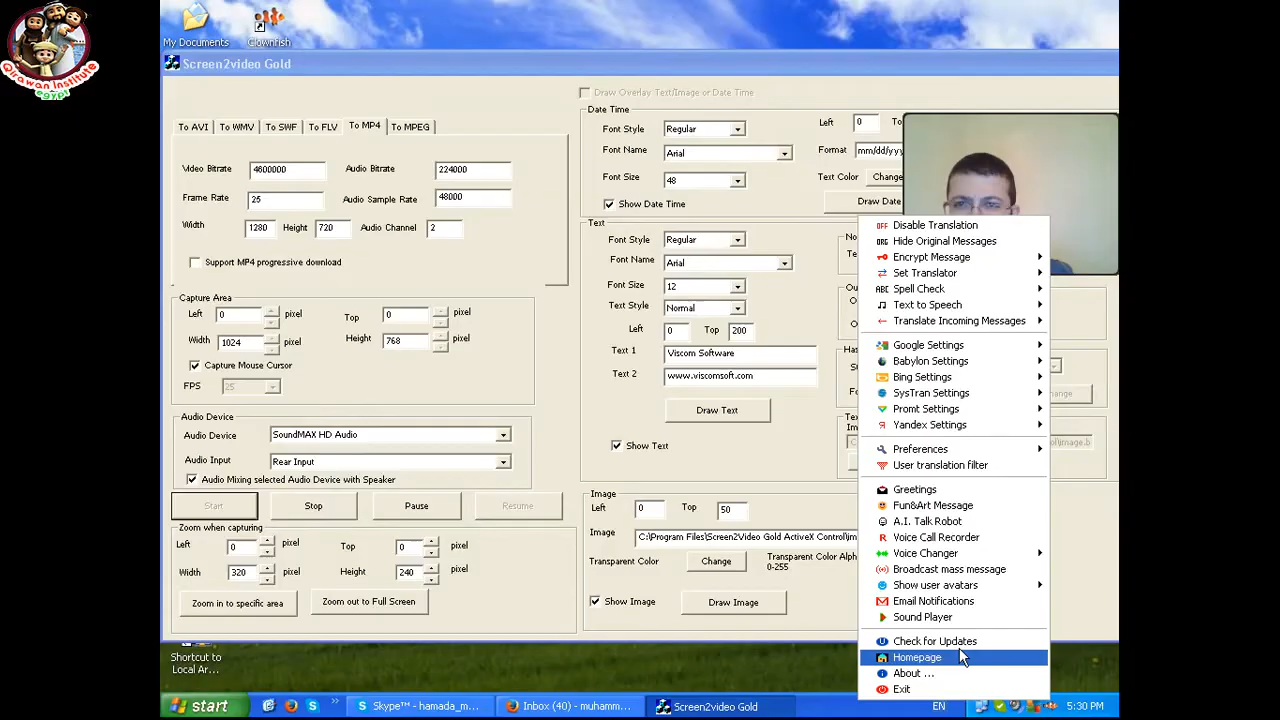 Qirawan Institute
egypt
My Documents
Clownfish
Screen2video Gold
To AVI
To WMV
To SWF
To FLV
To MP4
To MPEG
Video Bitrate
4600000
Audio Bitrate
224000
Frame Rate
25
Audio Sample Rate
48000
Width
1280
Height
720
Audio Channel
2
Support MP4 progressive download
Capture Area
Left
0
pixel
Top
0
pixel
Width
1024
pixel
Height
768
pixel
Capture Mouse Cursor
FPS
25
Audio Device
Audio Device
SoundMAX HD Audio
Audio Input
Rear Input
Audio Mixing selected Audio Device with Speaker
Start
Stop
Pause
Resume
Zoom when capturing
Left
0
pixel
Top
0
pixel
Width
320
pixel
Height
240
pixel
Zoom in to specific area
Zoom out to Full Screen
Draw Overlay Text/Image or Date Time
Date Time
Font Style
Regular
Left
0
Font Name
Arial
Format
mm/dd/yyy
Font Size
48
Text Color
Change
Show Date Time
Draw Date
Text
Font Style
Regular
Font Name
Arial
Font Size
12
Text Style
Normal
Left
0
Top
200
Text 1
Viscom Software
Text 2
www.viscomsoft.com
Draw Text
Show Text
Image
Left
0
Top
50
Image
C:\Program Files\Screen2Video Gold ActiveX Control\im
Transparent Color
Change
Transparent Color Alph
0-255
Show Image
Draw Image
Disable Translation
Hide Original Messages
Encrypt Message
Set Translator
Spell Check
Text to Speech
Translate Incoming Messages
Google Settings
Babylon Settings
Bing Settings
SysTran Settings
Promt Settings
Yandex Settings
Preferences
User translation filter
Greetings
Fun&Art Message
A.I. Talk Robot
Voice Call Recorder
Voice Changer
Broadcast mass message
Show user avatars
Email Notifications
Sound Player
Check for Updates
Homepage
About ...
Exit
Shortcut to
Local Ar...
start
Skype™ - hamada_m...
Inbox (40) - muhamm...
Screen2video Gold
EN
5:30 PM